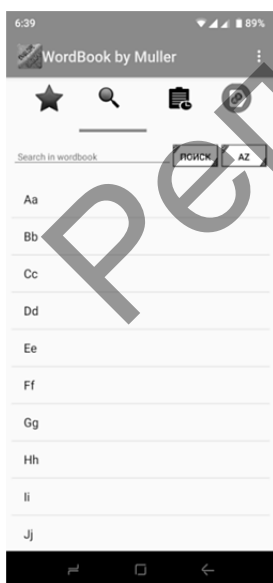 6:39 89%
WordBook by Muller
Search in wordbook ПОИСК AZ
Aa
Bb
Cc
Dd
Ee
Ff
Gg
Hh
Ii
Jj